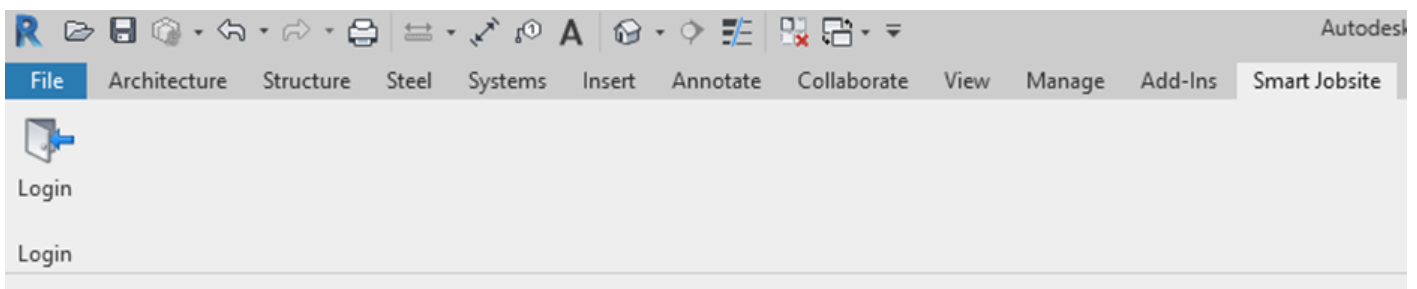 Autodesk
File Architecture Structure Steel Systems Insert Annotate Collaborate View Manage Add-Ins Smart Jobsite
Login
Login